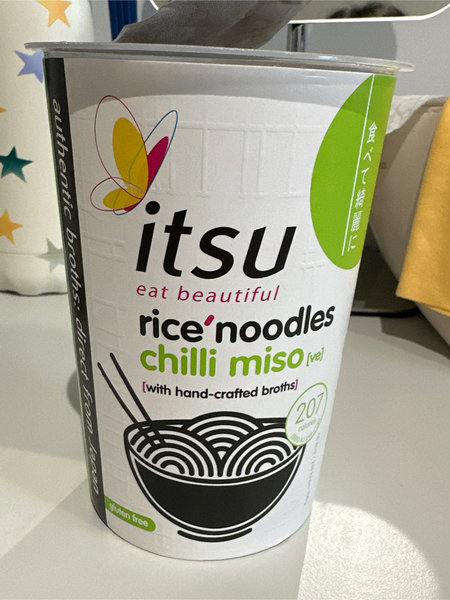 itsu
eat beautiful
rice'noodles
chilli miso [ve]
[with hand-crafted broths]
207
calories
gluten free
authentic broths: direct from Japan
食べて綺麗に